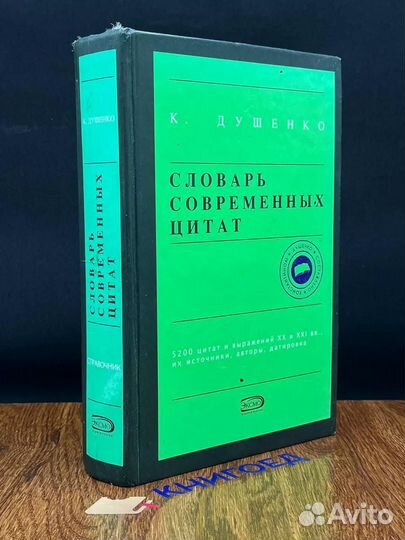 К. ДУШЕНКО
СЛОВАРЬ
СОВРЕМЕННЫХ
ЦИТАТ
5200 цитат и выражений XX и XXI вв.,
их источники, авторы, датировка
ЭКСМО
К. ДУШЕНКО
СЛОВАРЬ
СОВРЕМЕННЫХ
ЦИТАТ
СПРАВОЧНИК
ЭКСМО
КНИГОЕД
Avito